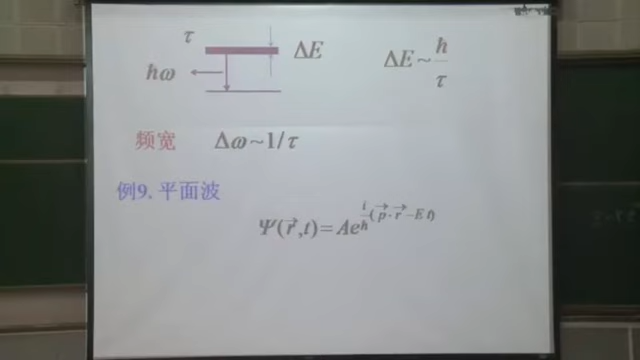 τ
ΔE
ħω
ΔE ~ ħ/τ
频宽 Δω~1/τ
例9. 平面波
Ψ(r⃗,t)=Ae^{i/ħ(p⃗·r⃗−Et)}